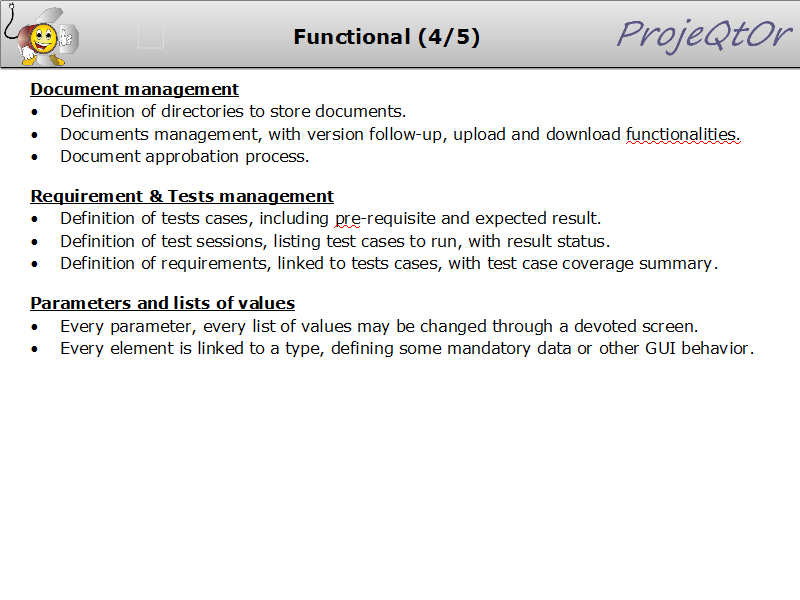 Functional (4/5)
ProjeQtOr
Document management
• Definition of directories to store documents.
• Documents management, with version follow-up, upload and download functionalities.
• Document approbation process.
Requirement & Tests management
• Definition of tests cases, including pre-requisite and expected result.
• Definition of test sessions, listing test cases to run, with result status.
• Definition of requirements, linked to tests cases, with test case coverage summary.
Parameters and lists of values
• Every parameter, every list of values may be changed through a devoted screen.
• Every element is linked to a type, defining some mandatory data or other GUI behavior.